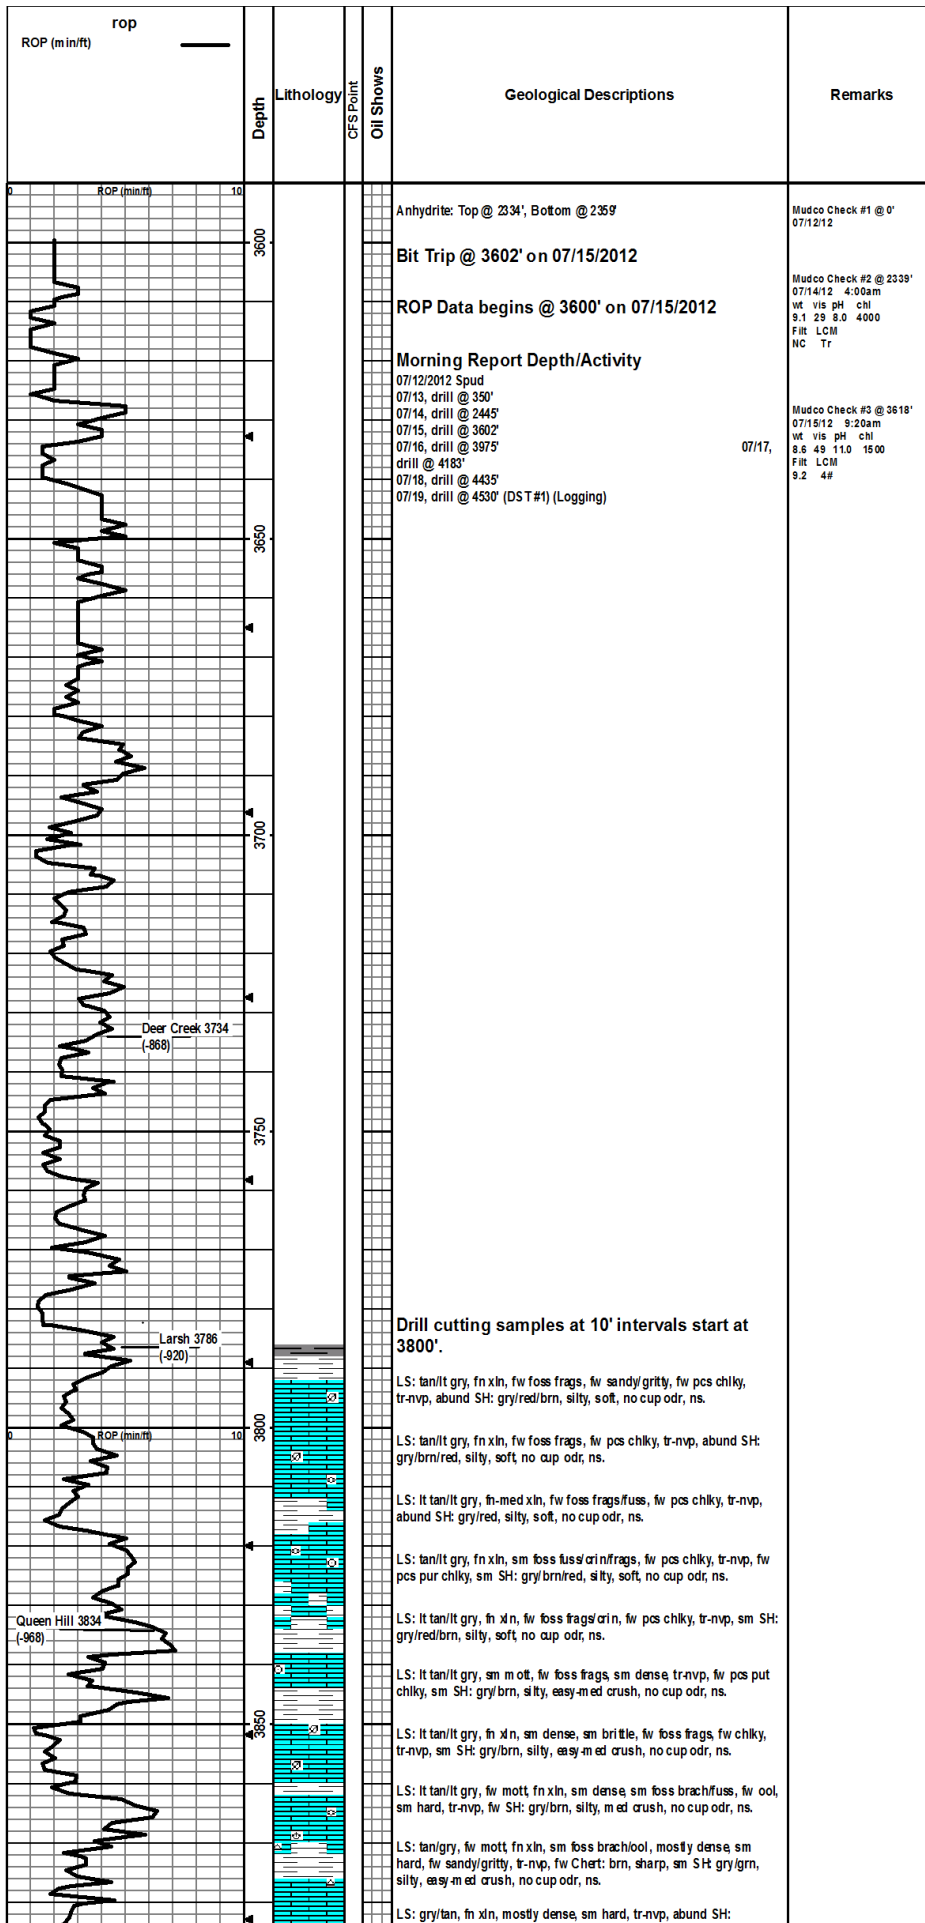 rop
ROP (min/ft)
Depth
Lithology
CFS Point
Oil Shows
Geological Descriptions
Remarks
0 ROP (min/ft) 10
Anhydrite: Top @ 2334', Bottom @ 2359'
Bit Trip @ 3602' on 07/15/2012
ROP Data begins @ 3600' on 07/15/2012
Morning Report Depth/Activity
07/12/2012 Spud
07/13, drill @ 350'
07/14, drill @ 2445'
07/15, drill @ 3602'
07/16, drill @ 3975' 07/17,
drill @ 4183'
07/18, drill @ 4435'
07/19, drill @ 4530' (DST #1) (Logging)
Mudco Check #1 @ 0'
07/12/12
Mudco Check #2 @ 2339'
07/14/12 4:00am
wt vis pH chl
9.1 29 8.0 4000
Filt LCM
NC Tr
Mudco Check #3 @ 3618'
07/15/12 9:20am
wt vis pH chl
8.6 49 11.0 1500
Filt LCM
9.2 4#
3600
3650
3700
Deer Creek 3734
(-868)
3750
Larsh 3786
(-920)
3800
0 ROP (min/ft) 10
Queen Hill 3834
(-968)
3850
Drill cutting samples at 10' intervals start at
3800'.
LS: tan/lt gry, fn xln, fw foss frags, fw sandy/gritty, fw pcs chlky,
tr-nvp, abund SH: gry/red/brn, silty, soft, no cup odr, ns.
LS: tan/lt gry, fn xln, fw foss frags, fw pcs chlky, tr-nvp, abund SH:
gry/brn/red, silty, soft, no cup odr, ns.
LS: lt tan/lt gry, fn-med xln, fw foss frags/fuss, fw pcs chlky, tr-nvp,
abund SH: gry/red, silty, soft, no cup odr, ns.
LS: tan/lt gry, fn xln, sm foss fuss/crin/frags, fw pcs chlky, tr-nvp, fw
pcs pur chlky, sm SH: gry/brn/red, silty, soft, no cup odr, ns.
LS: lt tan/lt gry, fn xln, fw foss frags/crin, fw pcs chlky, tr-nvp, sm SH:
gry/red/brn, silty, soft, no cup odr, ns.
LS: lt tan/lt gry, sm mott, fw foss frags, sm dense, tr-nvp, fw pcs put
chlky, sm SH: gry/brn, silty, easy-med crush, no cup odr, ns.
LS: lt tan/lt gry, fn xln, sm dense, sm brittle, fw foss frags, fw chlky,
tr-nvp, sm SH: gry/brn, silty, easy-med crush, no cup odr, ns.
LS: lt tan/lt gry, fw mott, fn xln, sm dense, sm foss brach/fuss, fw ool,
sm hard, tr-nvp, fw SH: gry/brn, silty, med crush, no cup odr, ns.
LS: tan/gry, fw mott, fn xln, sm foss brach/ool, mostly dense, sm
hard, fw sandy/gritty, tr-nvp, fw Chert: brn, sharp, sm SH: gry/grn,
silty, easy-med crush, no cup odr, ns.
LS: gry/tan, fn xln, mostly dense, sm hard, tr-nvp, abund SH: